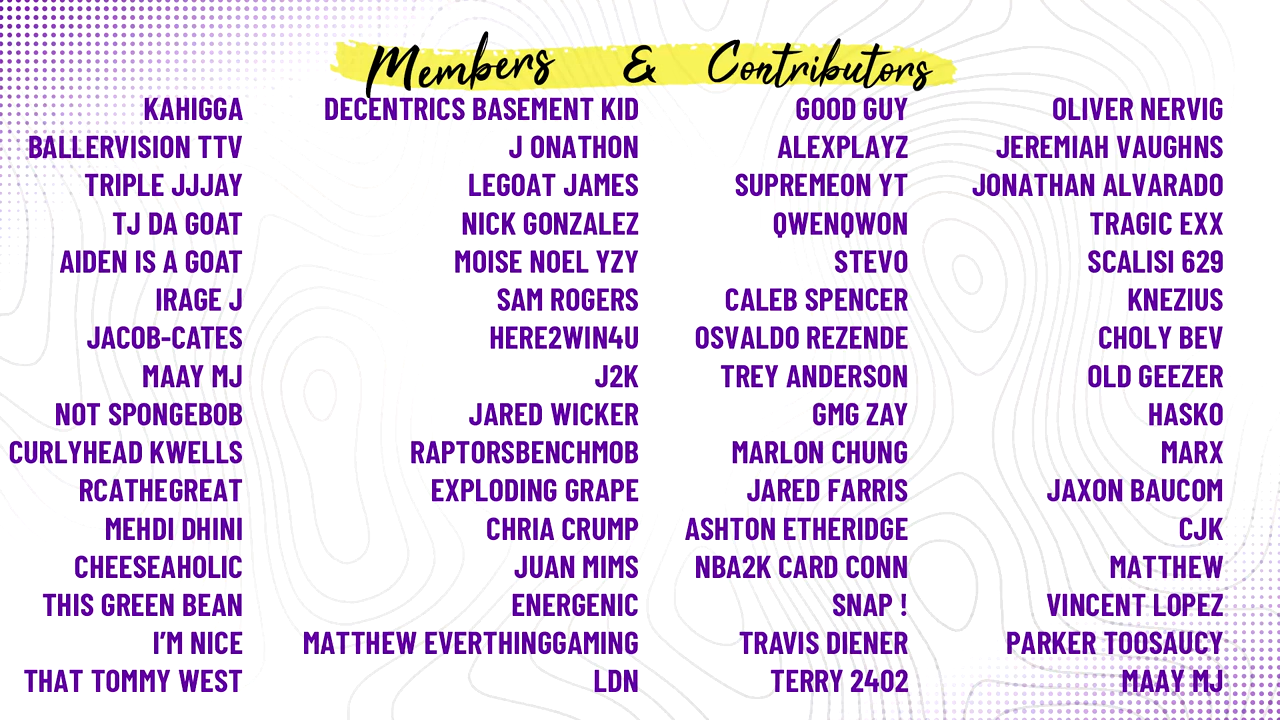 Members & Contributors
KAHIGGA
BALLERVISION TTV
TRIPLE JJJAY
TJ DA GOAT
AIDEN IS A GOAT
IRAGE J
JACOB-CATES
MAAY MJ
NOT SPONGEBOB
CURLYHEAD KWELLS
RCATHEGREAT
MEHDI DHINI
CHEESEAHOLIC
THIS GREEN BEAN
I'M NICE
THAT TOMMY WEST
DECENTRICS BASEMENT KID
J ONATHON
LEGOAT JAMES
NICK GONZALEZ
MOISE NOEL YZY
SAM ROGERS
HERE2WIN4U
J2K
JARED WICKER
RAPTORSBENCHMOB
EXPLODING GRAPE
CHRIA CRUMP
JUAN MIMS
ENERGENIC
MATTHEW EVERTHINGGAMING
LDN
GOOD GUY
ALEXPLAYZ
SUPREMEON YT
QWENQWON
STEVO
CALEB SPENCER
OSVALDO REZENDE
TREY ANDERSON
GMG ZAY
MARLON CHUNG
JARED FARRIS
ASHTON ETHERIDGE
NBA2K CARD CONN
SNAP !
TRAVIS DIENER
TERRY 2402
OLIVER NERVIG
JEREMIAH VAUGHNS
JONATHAN ALVARADO
TRAGIC EXX
SCALISI 629
KNEZIUS
CHOLY BEV
OLD GEEZER
HASKO
MARX
JAXON BAUCOM
CJK
MATTHEW
VINCENT LOPEZ
PARKER TOOSAUCY
MAAY MJ